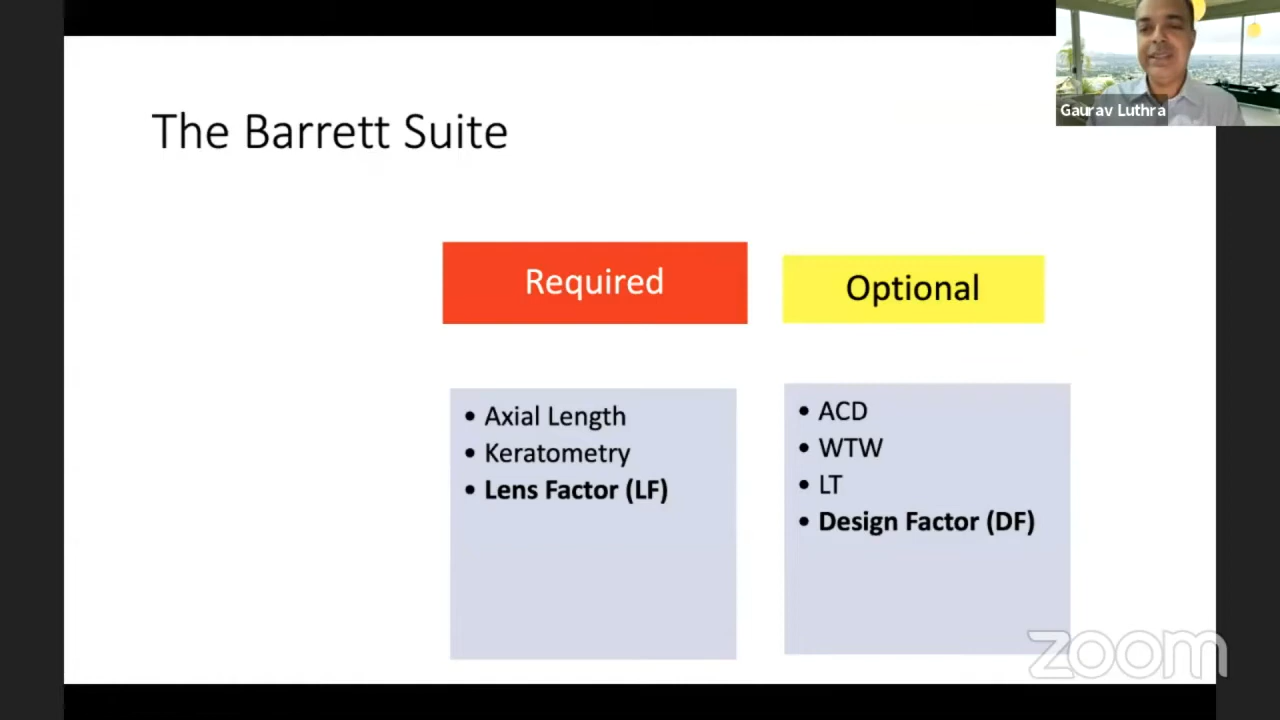 Gaurav Luthra
The Barrett Suite
Required
Optional
• Axial Length
• Keratometry
• Lens Factor (LF)
• ACD
• WTW
• LT
• Design Factor (DF)
zoom